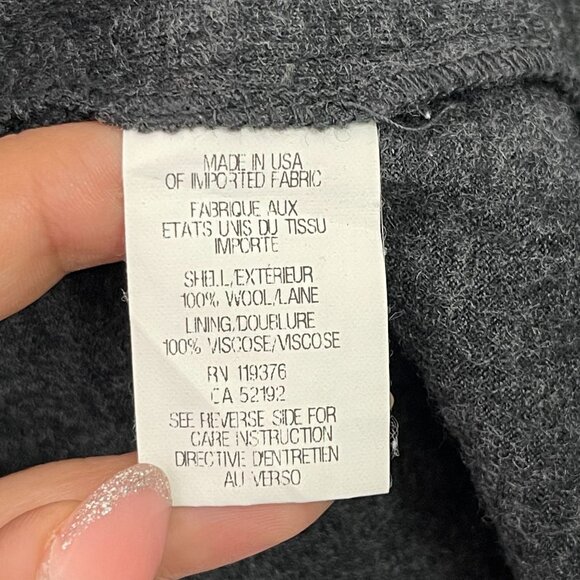 MADE IN USA
OF IMPORTED FABRIC
FABRIQUE AUX
ETATS UNIS DU TISSU
IMPORTE
SHELL/EXTÉRIEUR
100% WOOL/LAINE
LINING/DOUBLURE
100% VISCOSE/VISCOSE
RN 119376
CA 52192
SEE REVERSE SIDE FOR
CARE INSTRUCTION
DIRECTIVE D'ENTRETIEN
AU VERSO